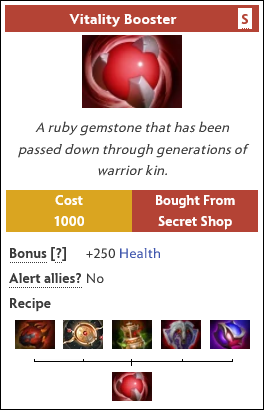 Vitality Booster S
A ruby gemstone that has been
passed down through generations of
warrior kin.
Cost
1000
Bought From
Secret Shop
Bonus [?] +250 Health
Alert allies? No
Recipe